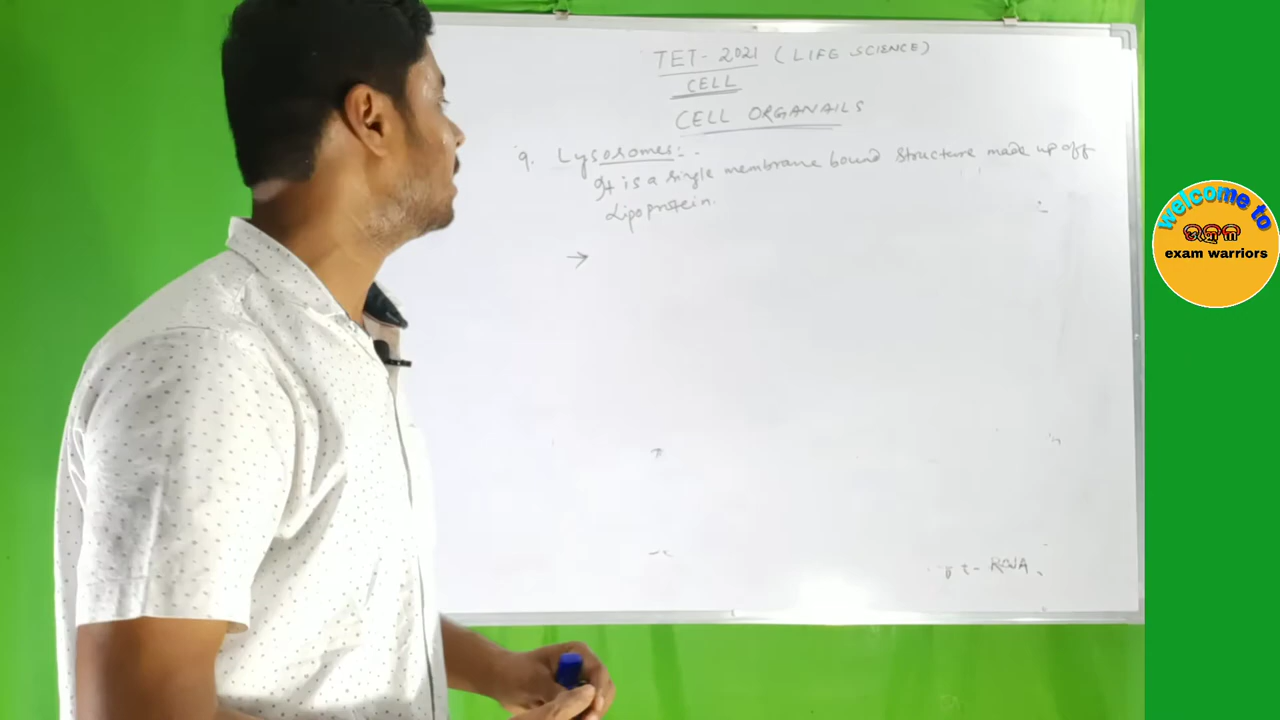 TET- 2021 (LIFE SCIENCE)
CELL
CELL ORGANAILS
9. Lysosomes:-
It is a single membrane bound structure made up off
Lipoprotein.
→
RNA
welcome to
exam warriors